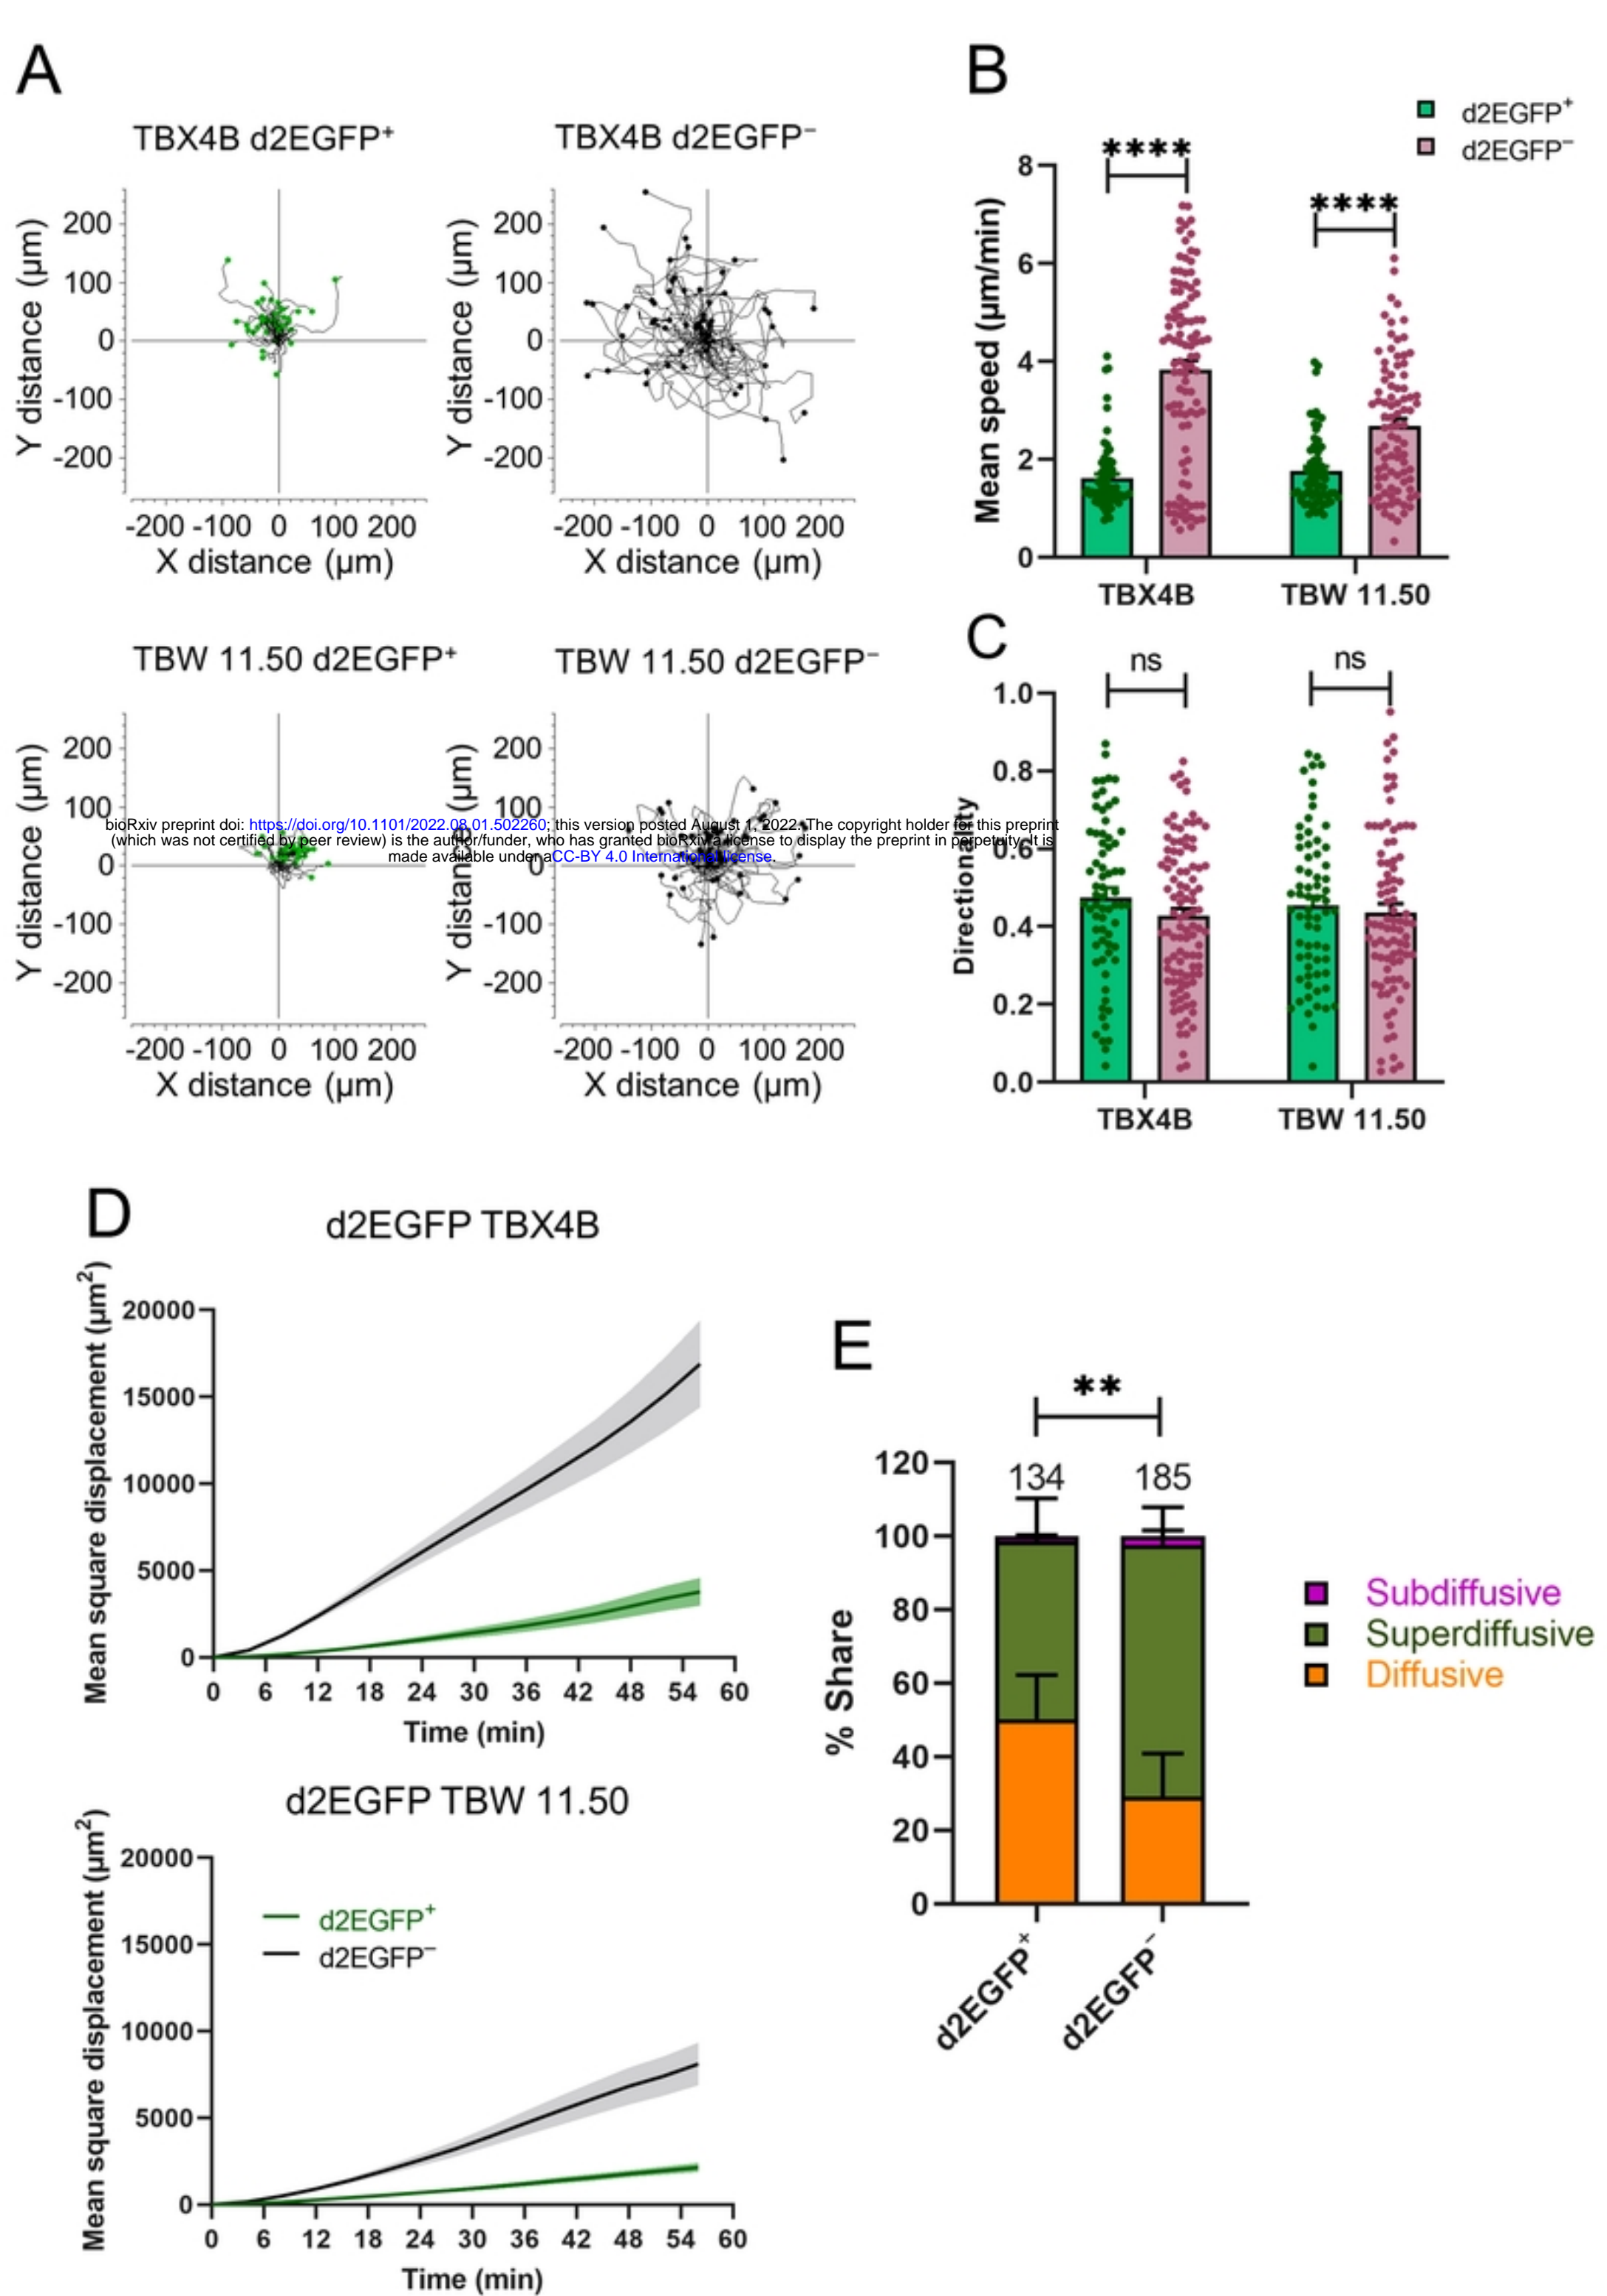 A
TBX4B d2EGFP⁺
TBX4B d2EGFP⁻
Y distance (µm)
200
100
0
-100
-200
-200 -100 0 100 200
X distance (µm)
Y distance (µm)
200
100
0
-100
-200
-200 -100 0 100 200
X distance (µm)
TBW 11.50 d2EGFP⁺
TBW 11.50 d2EGFP⁻
Y distance (µm)
200
100
0
-100
-200
-200 -100 0 100 200
X distance (µm)
Y distance (µm)
200
100
0
-100
-200
-200 -100 0 100 200
X distance (µm)
bioRxiv preprint doi: https://doi.org/10.1101/2022.08.01.502260; this version posted August 1, 2022. The copyright holder for this preprint
(which was not certified by peer review) is the author/funder, who has granted bioRxiv a license to display the preprint in perpetuity. It is
made available under aCC-BY 4.0 International license.
B
d2EGFP⁺
d2EGFP⁻
****
****
Mean speed (µm/min)
8
6
4
2
0
TBX4B
TBW 11.50
C
ns
ns
Directionality
1.0
0.8
0.6
0.4
0.2
0.0
TBX4B
TBW 11.50
D
d2EGFP TBX4B
Mean square displacement (µm²)
20000
15000
10000
5000
0
0 6 12 18 24 30 36 42 48 54 60
Time (min)
d2EGFP TBW 11.50
Mean square displacement (µm²)
20000
15000
10000
5000
0
d2EGFP⁺
d2EGFP⁻
0 6 12 18 24 30 36 42 48 54 60
Time (min)
E
**
134
185
% Share
120
100
80
60
40
20
0
d2EGFP⁺
d2EGFP⁻
Subdiffusive
Superdiffusive
Diffusive